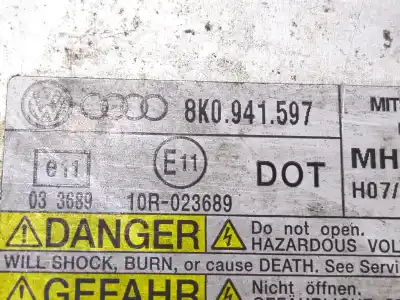 8K0.941.597
MIT
e11
E11
DOT
MH
03 3689
10R-023689
H07/
DANGER
Do not open.
HAZARDOUS VOL
WILL SHOCK, BURN, or cause DEATH. See Servi
GEFAHR
Nicht öffnen.